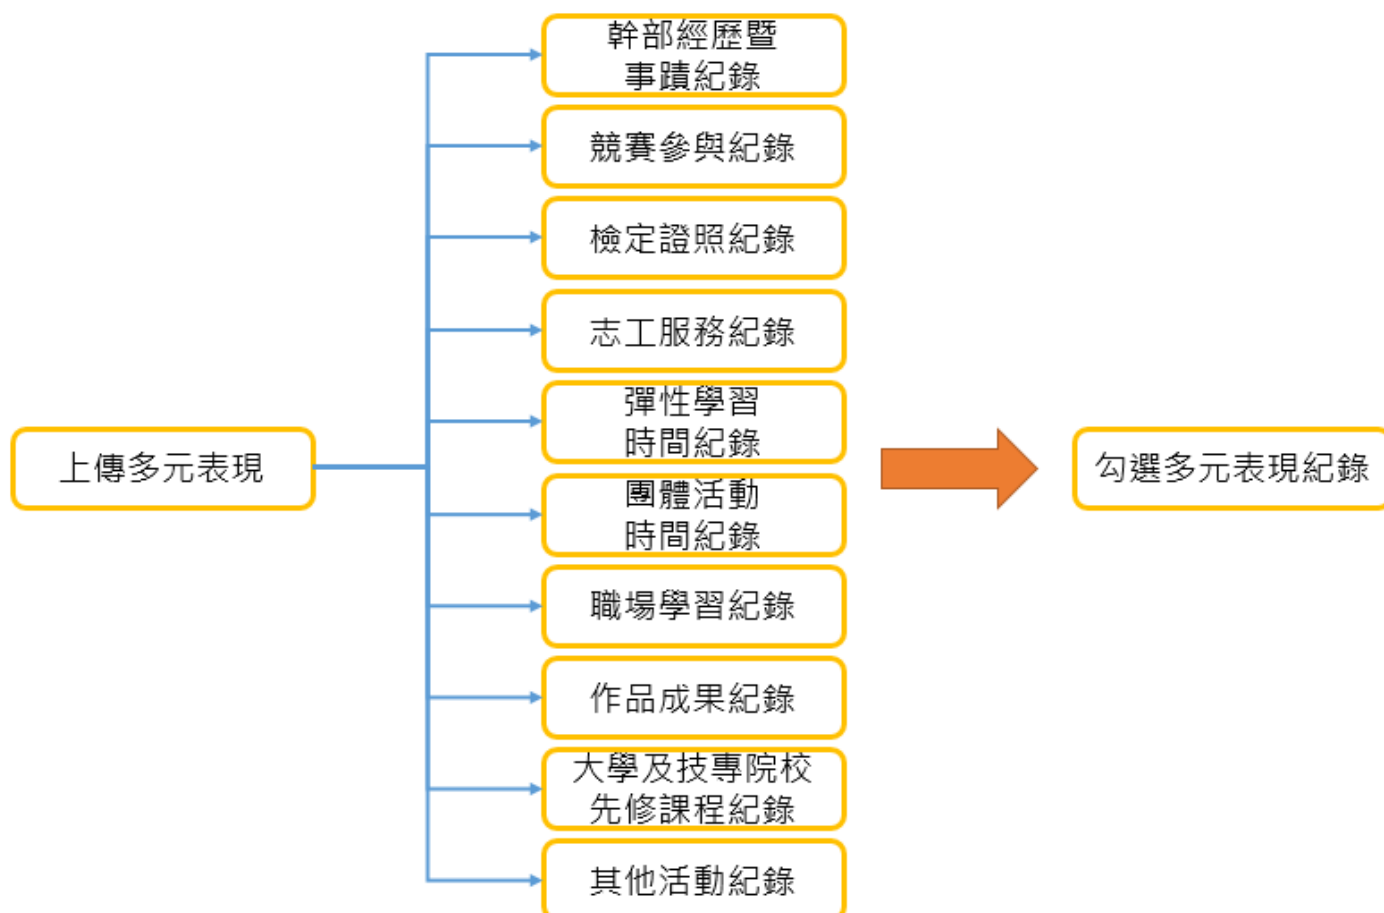 幹部經歷暨
事蹟紀錄
競賽參與紀錄
檢定證照紀錄
志工服務紀錄
彈性學習
時間紀錄
上傳多元表現
勾選多元表現紀錄
團體活動
時間紀錄
職場學習紀錄
作品成果紀錄
大學及技專院校
先修課程紀錄
其他活動紀錄